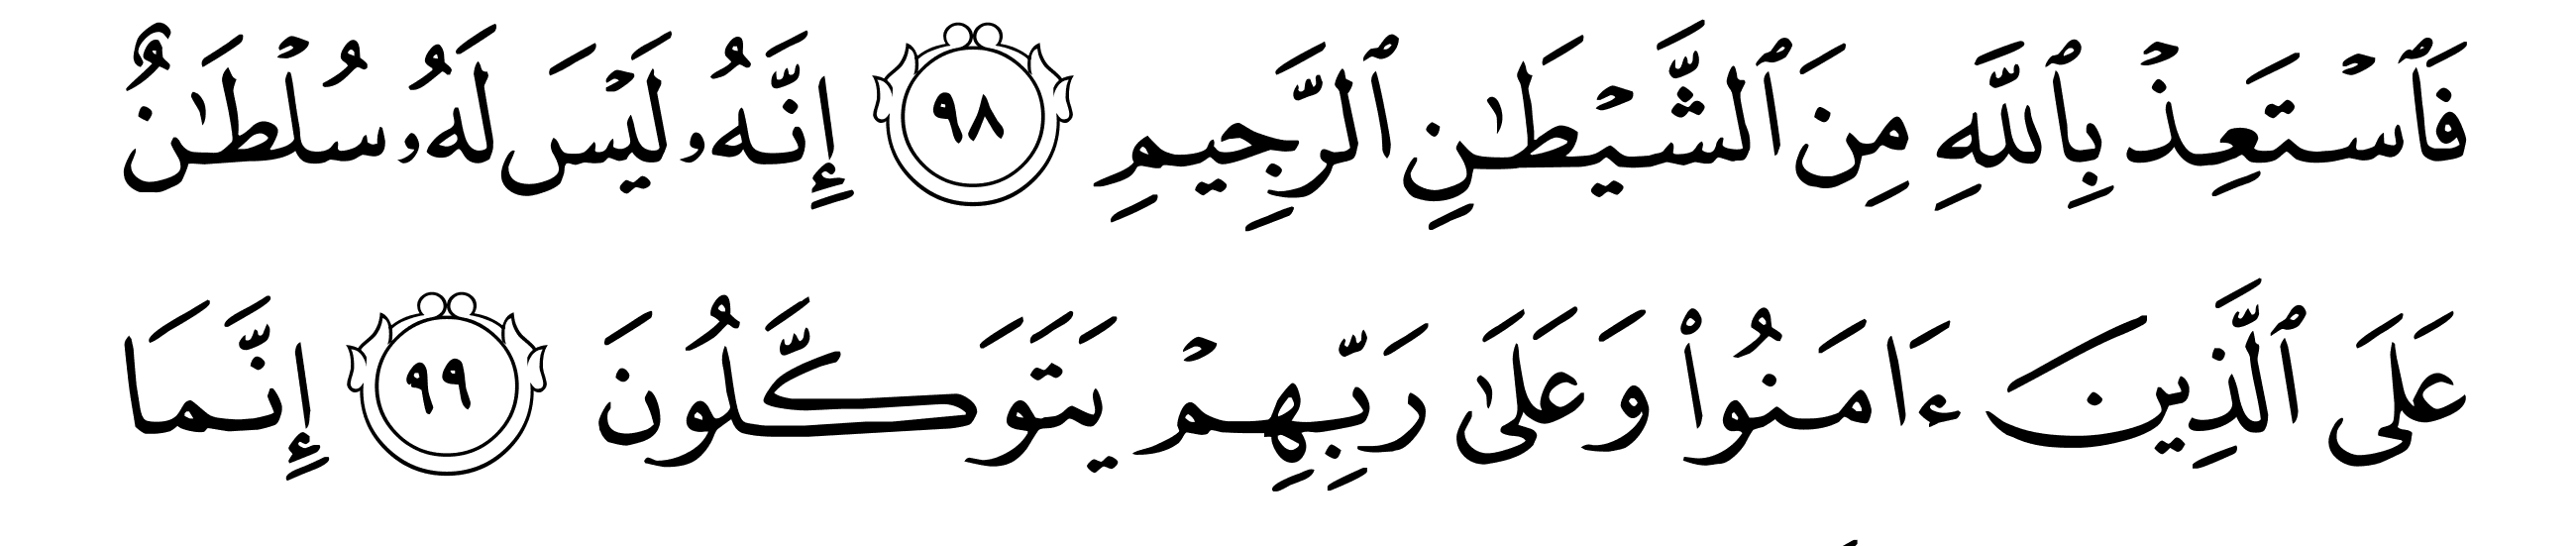 فَٱسۡتَعِذۡ بِٱللَّهِ مِنَ ٱلشَّيۡطَٰنِ ٱلرَّجِيمِ ٩٨ إِنَّهُۥ لَيۡسَ لَهُۥ سُلۡطَٰنٌ
عَلَى ٱلَّذِينَ ءَامَنُواْ وَعَلَىٰ رَبِّهِمۡ يَتَوَكَّلُونَ ٩٩ إِنَّمَا